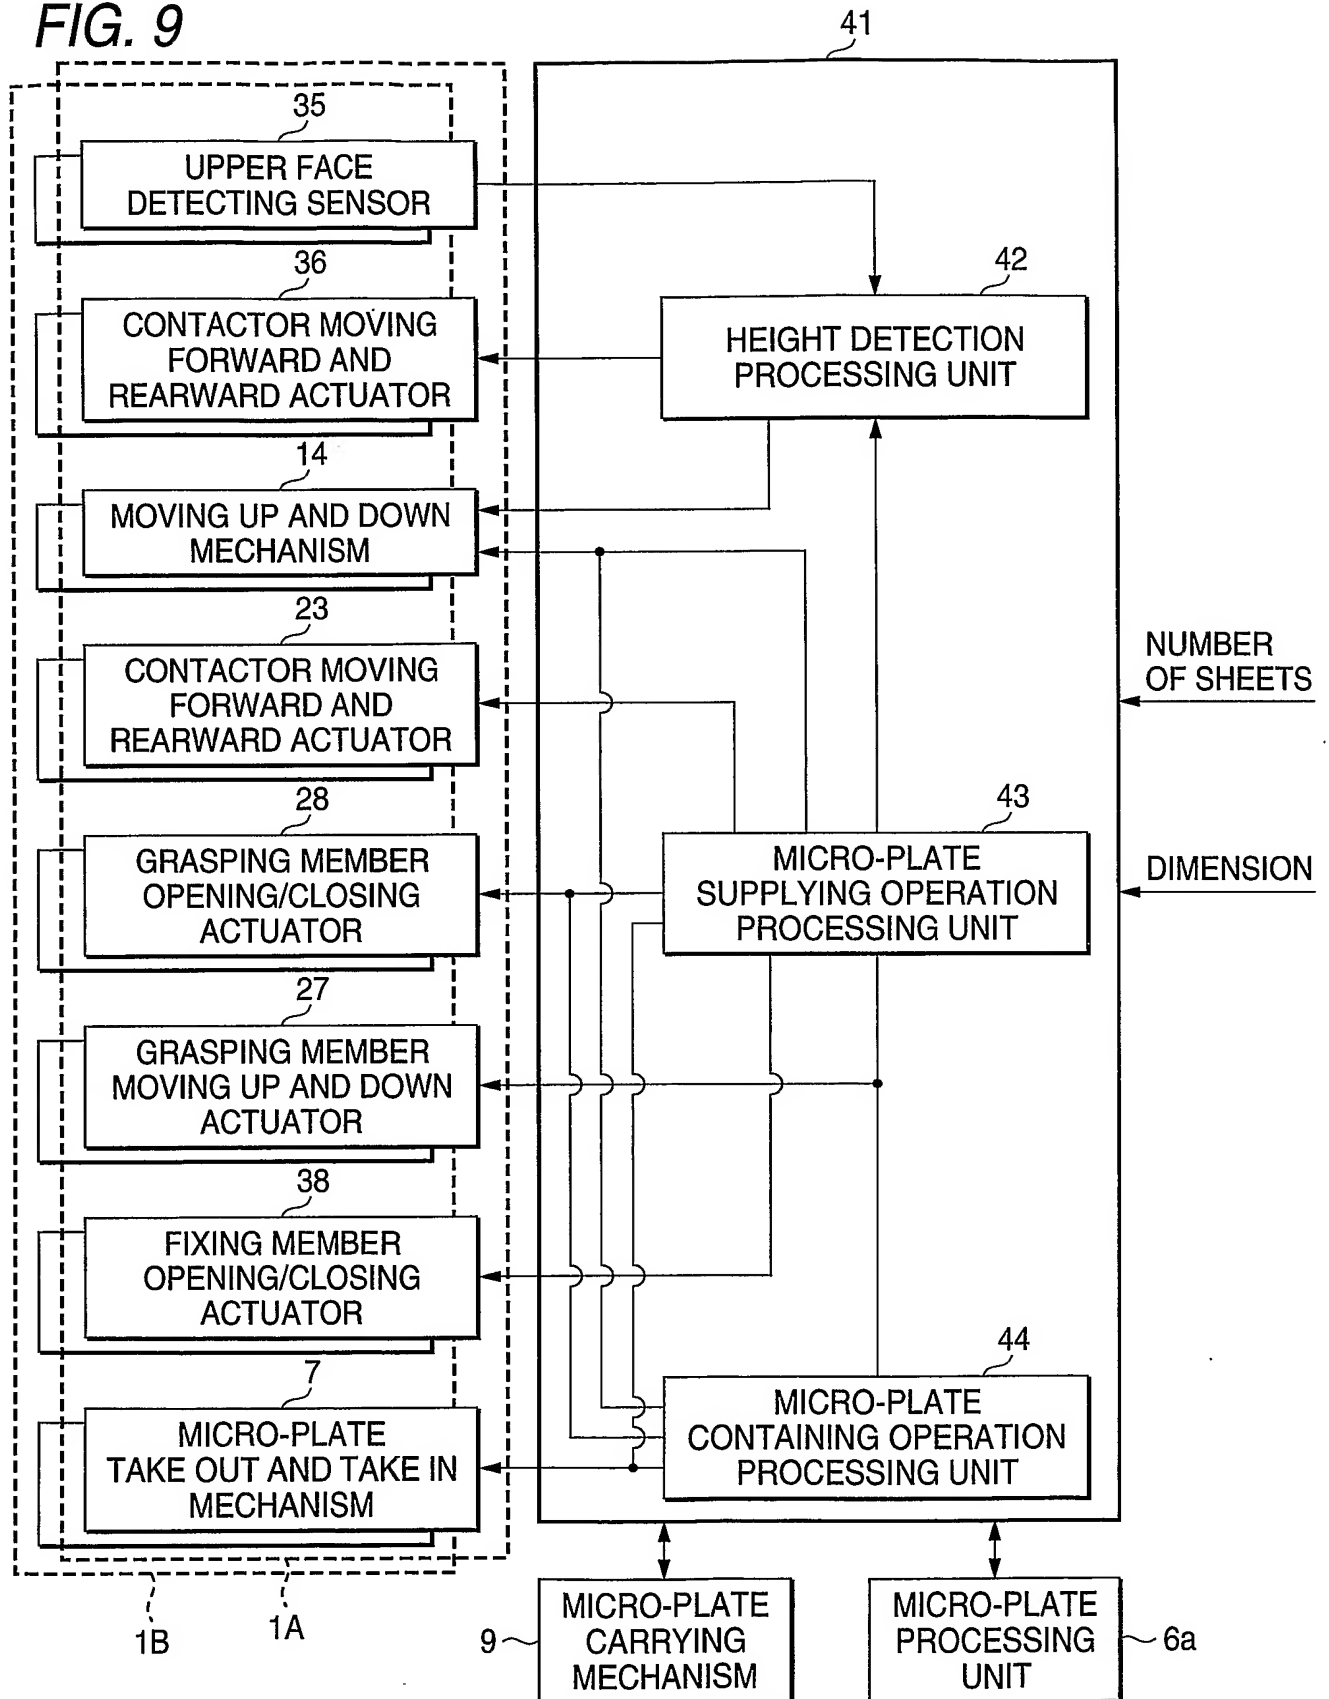 FIG. 9
41
35
UPPER FACE
DETECTING SENSOR
36
CONTACTOR MOVING
FORWARD AND
REARWARD ACTUATOR
42
HEIGHT DETECTION
PROCESSING UNIT
14
MOVING UP AND DOWN
MECHANISM
23
CONTACTOR MOVING
FORWARD AND
REARWARD ACTUATOR
NUMBER
OF SHEETS
28
GRASPING MEMBER
OPENING/CLOSING
ACTUATOR
43
MICRO-PLATE
SUPPLYING OPERATION
PROCESSING UNIT
DIMENSION
27
GRASPING MEMBER
MOVING UP AND DOWN
ACTUATOR
38
FIXING MEMBER
OPENING/CLOSING
ACTUATOR
7
MICRO-PLATE
TAKE OUT AND TAKE IN
MECHANISM
44
MICRO-PLATE
CONTAINING OPERATION
PROCESSING UNIT
1B
1A
9
MICRO-PLATE
CARRYING
MECHANISM
MICRO-PLATE
PROCESSING
UNIT
6a